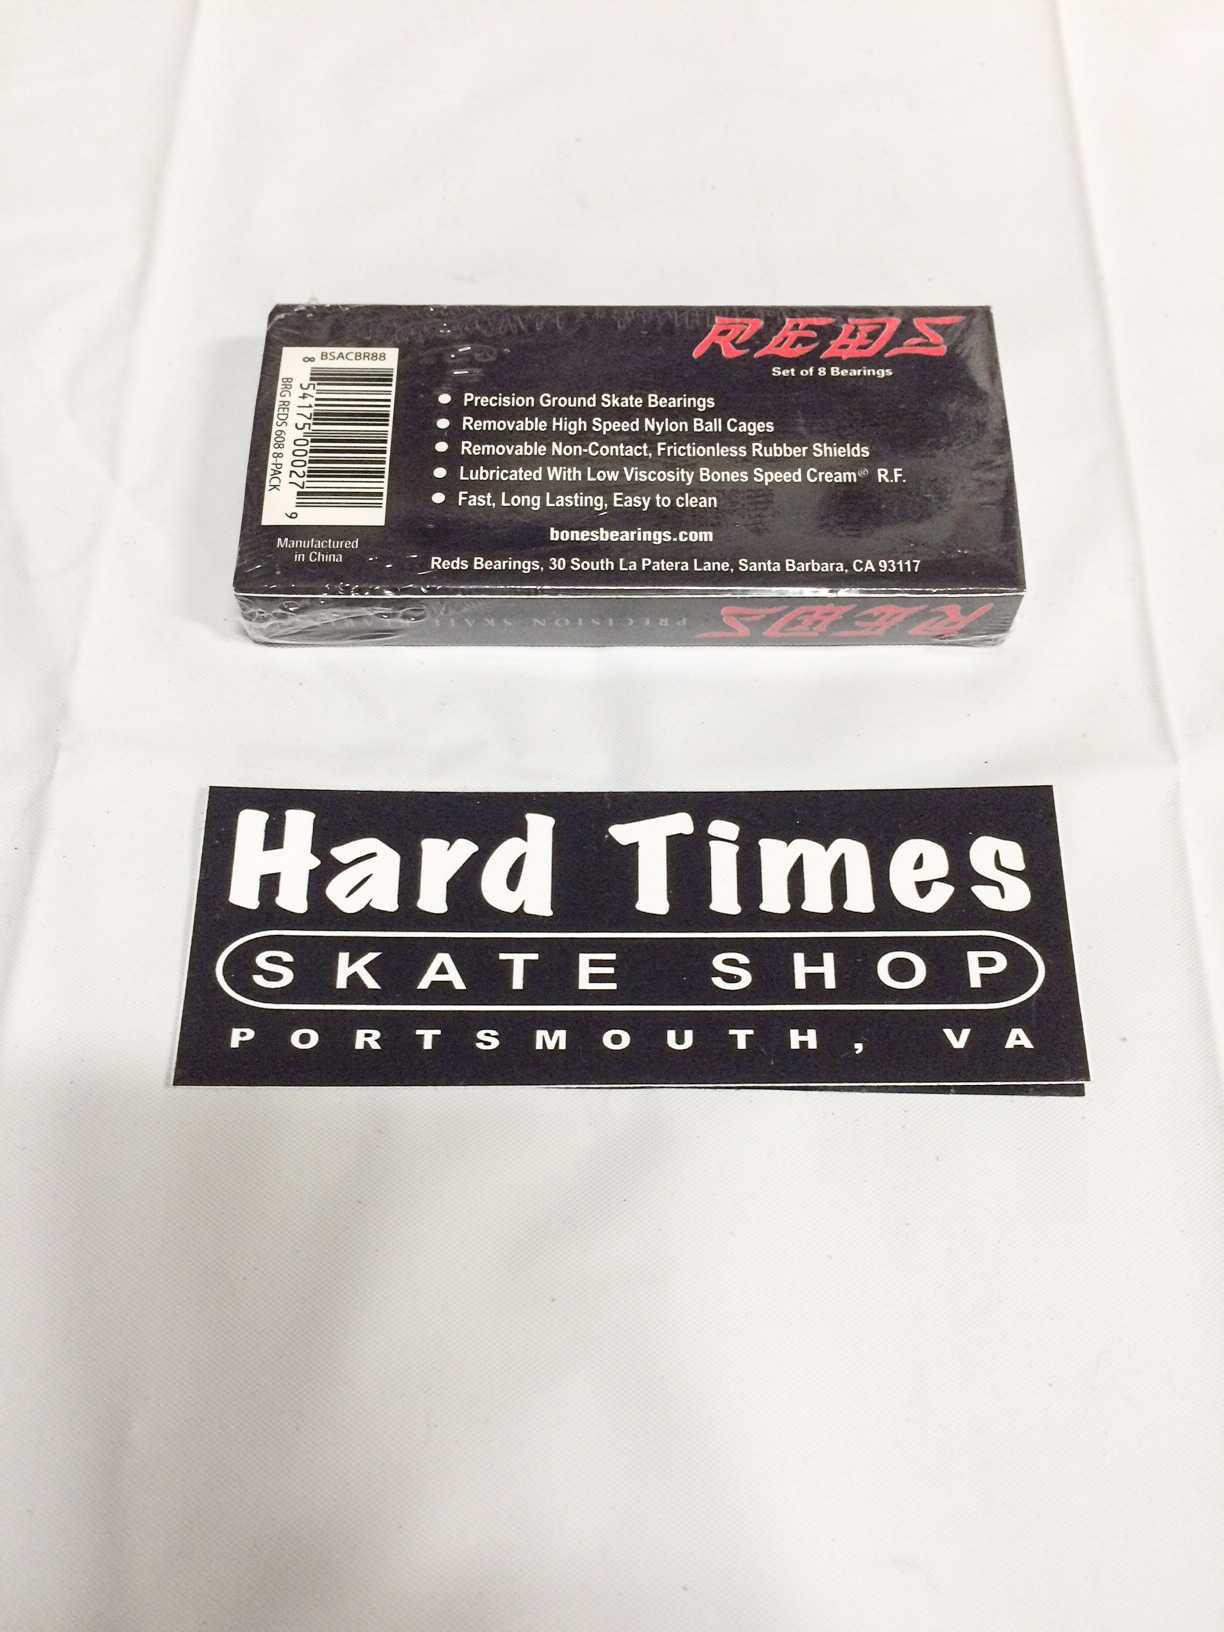 REDS
Set of 8 Bearings
BSACBR88
8 54175 00027 9
BRG REDS 608 8-PACK
Manufactured
in China
● Precision Ground Skate Bearings
● Removable High Speed Nylon Ball Cages
● Removable Non-Contact, Frictionless Rubber Shields
● Lubricated With Low Viscosity Bones Speed Cream® R.F.
● Fast, Long Lasting, Easy to clean
bonesbearings.com
Reds Bearings, 30 South La Patera Lane, Santa Barbara, CA 93117
REDS PRECISION SKATE
Hard Times
SKATE SHOP
PORTSMOUTH, VA